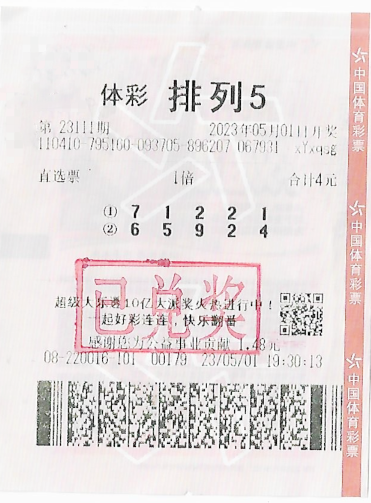 体彩 排列5
第 23111期 2023年05月01日开奖
110410-795160-093705-896207 067931
直选票 1倍 合计4元
(1) 7 1 2 2 1
(2) 6 5 9 2 4
已兑奖
超级大乐透10亿大派奖火热进行中！
一起好彩连连 快乐翻番
感谢您为公益事业贡献 1.48元
08-220016-101 00179 23/05/01 19:30:13
中国体育彩票
中国体育彩票
中国体育彩票